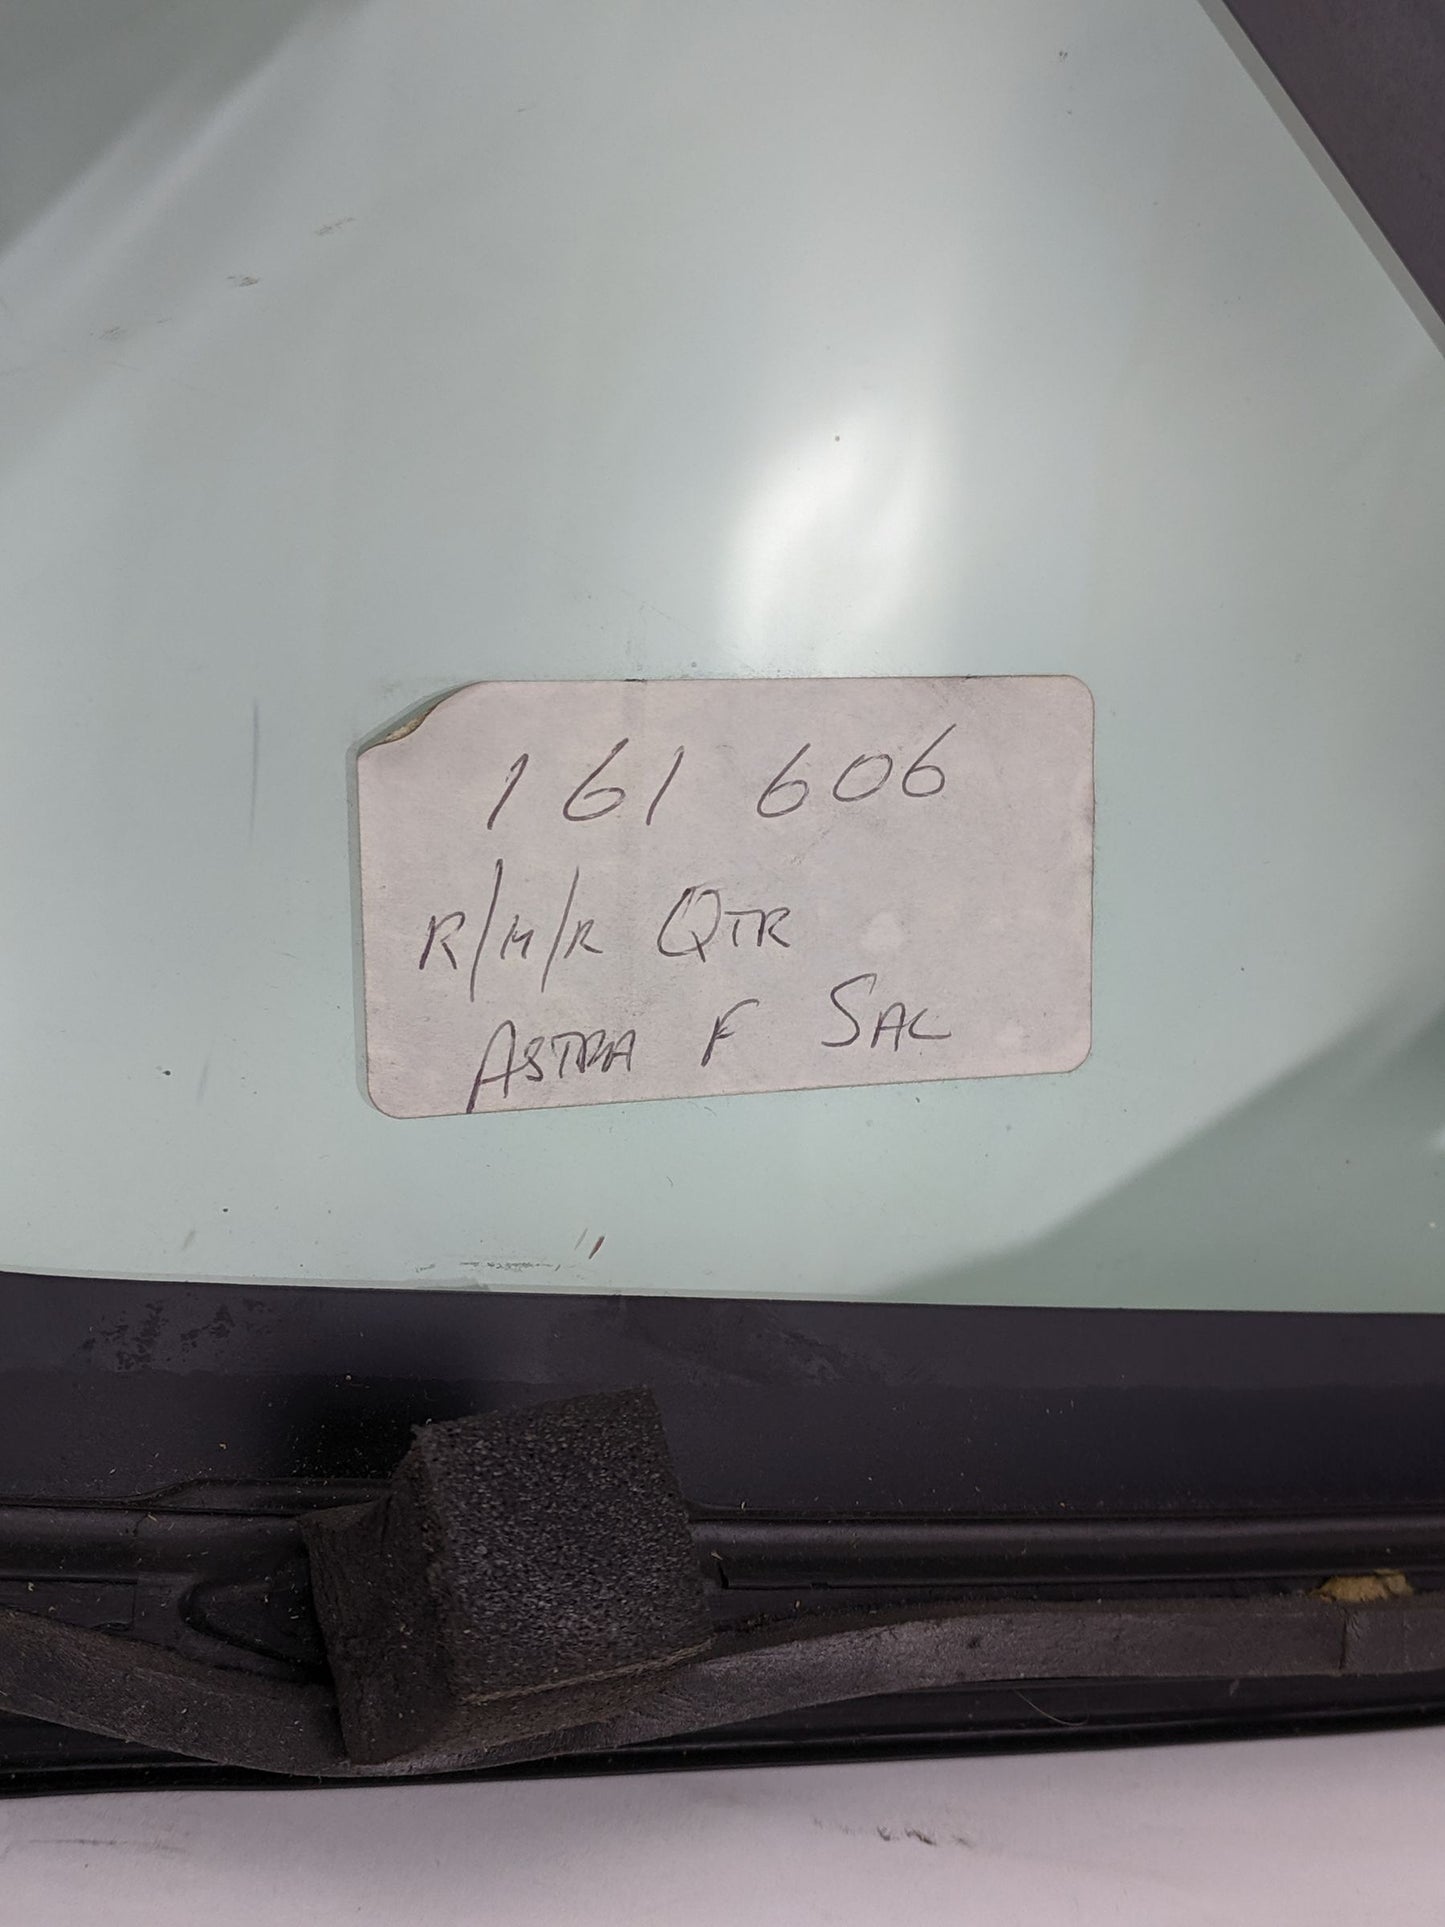 161 606
R/H/R QTR
ASTRA F SAL